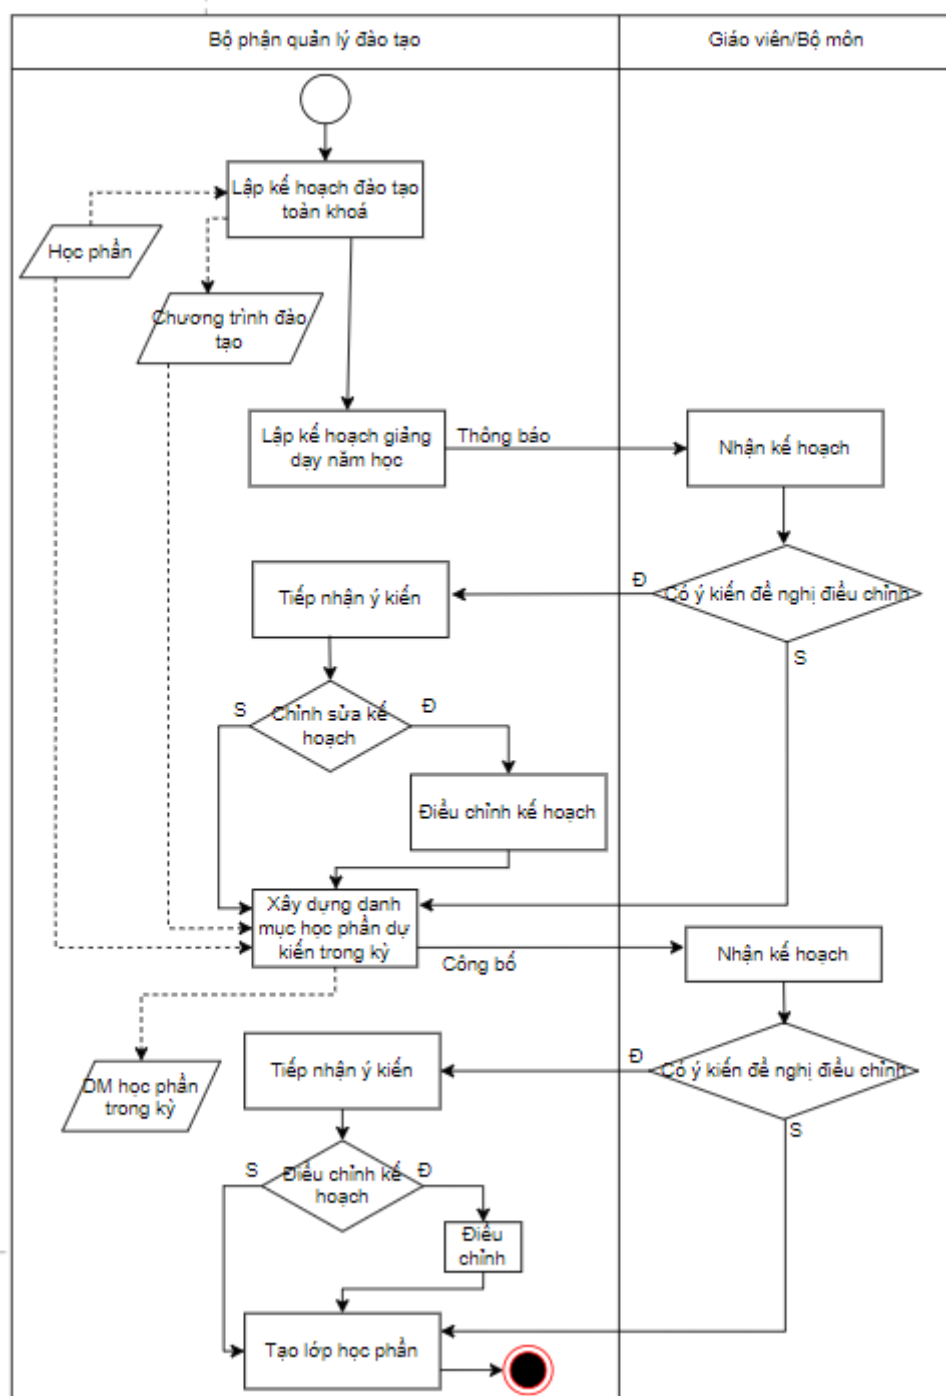 Bộ phận quản lý đào tạo
Giáo viên/Bộ môn
Lập kế hoạch đào tạo
toàn khoá
Học phần
Chương trình đào
tạo
Lập kế hoạch giảng
dạy năm học
Thông báo
Nhận kế hoạch
Tiếp nhận ý kiến
Đ
Có ý kiến đề nghị điều chỉnh
S
S
Chỉnh sửa kế
hoạch
Đ
Điều chỉnh kế hoạch
Xây dựng danh
mục học phần dự
kiến trong kỳ
Công bố
Nhận kế hoạch
DM học phần
trong kỳ
Tiếp nhận ý kiến
Đ
Có ý kiến đề nghị điều chỉnh
S
S
Điều chỉnh kế
hoạch
Đ
Điều
chỉnh
Tạo lớp học phần